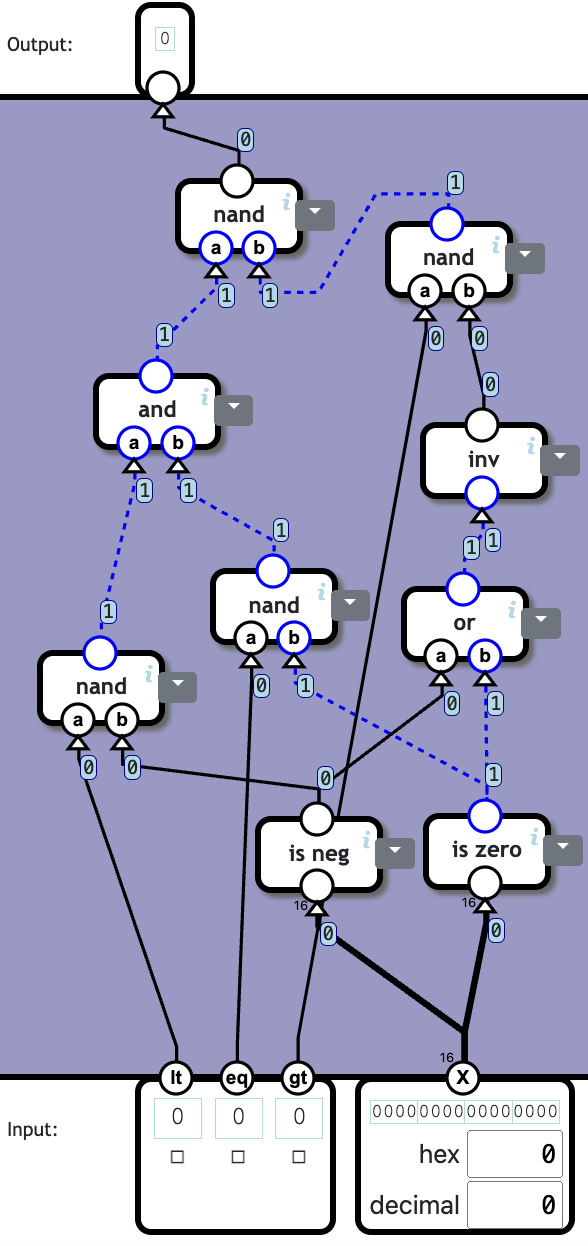 Output:
0
0
nand
i
a b
1
nand
i
a b
1 1
0 0
1
0
and
i
a b
inv
i
1 1
1
1 1
nand
i
a b
or
i
a b
1
0 1
0 1
nand
i
a b
0 0
0
1
is neg
i
is zero
i
16
0
16
0
16
lt eq gt
X
Input:
0 0 0
0000 0000 0000 0000
hex 0
decimal 0